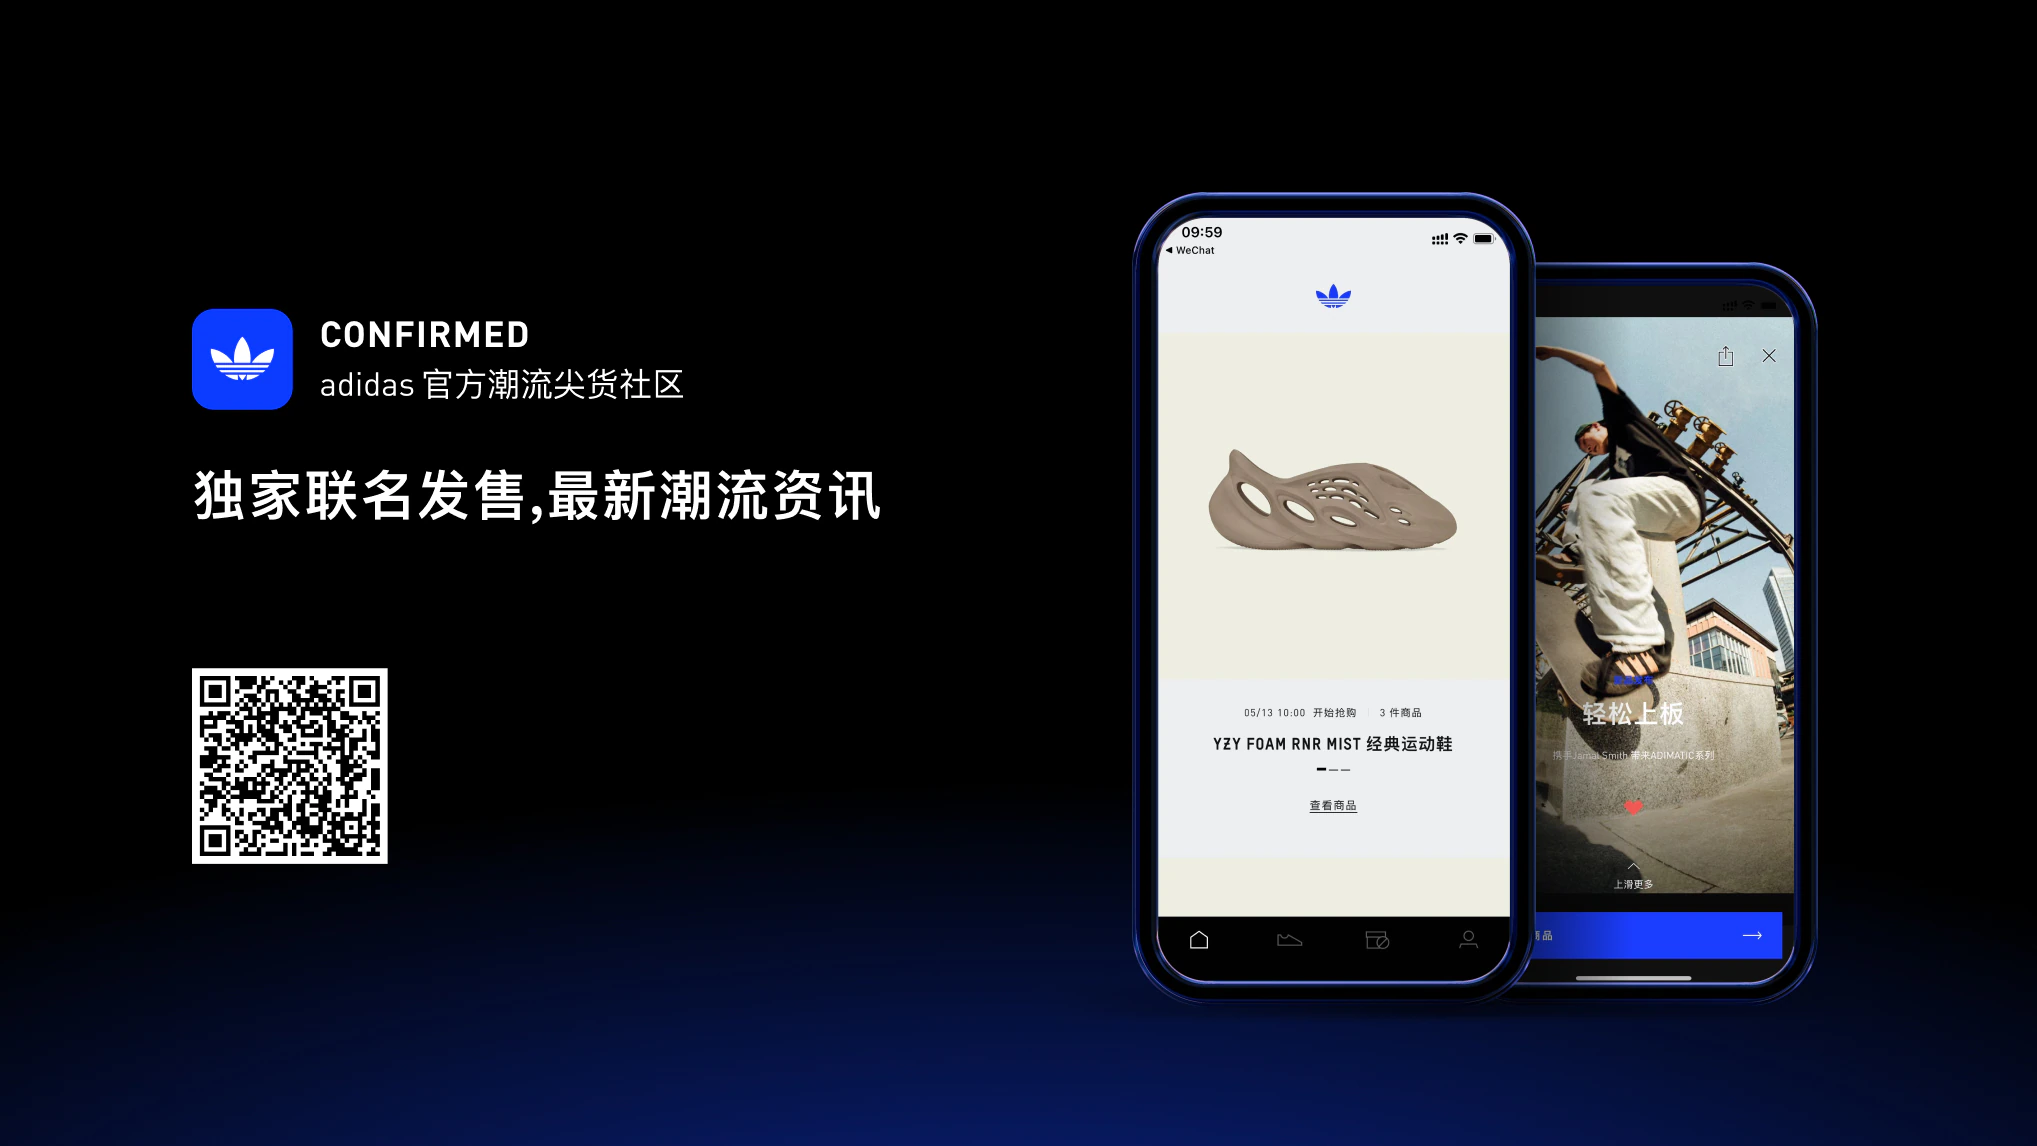 CONFIRMED
adidas 官方潮流尖货社区
独家联名发售,最新潮流资讯
09:59
WeChat
05/13 10:00 开始抢购 3 件商品
YZY FOAM RNR MIST 经典运动鞋
查看商品
轻松上板
携手Jamal Smith 带来ADIMATIC系列
上滑更多
品